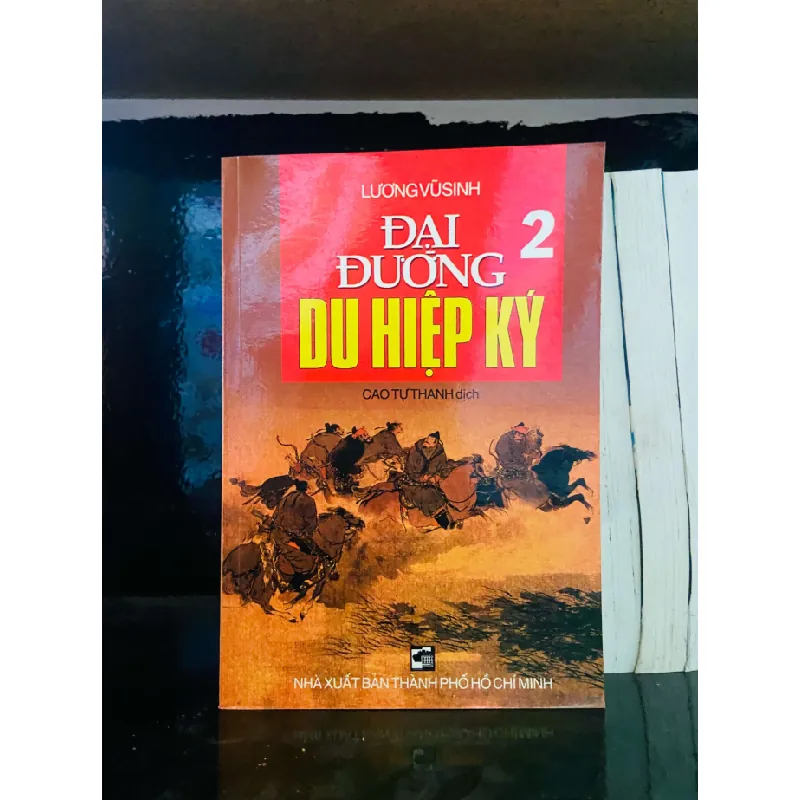 LƯƠNG VŨ SINH
ĐẠI
ĐƯỜNG
2
DU HIỆP KÝ
CAO TỰ THANH dịch
NHÀ XUẤT BẢN THÀNH PHỐ HỒ CHÍ MINH